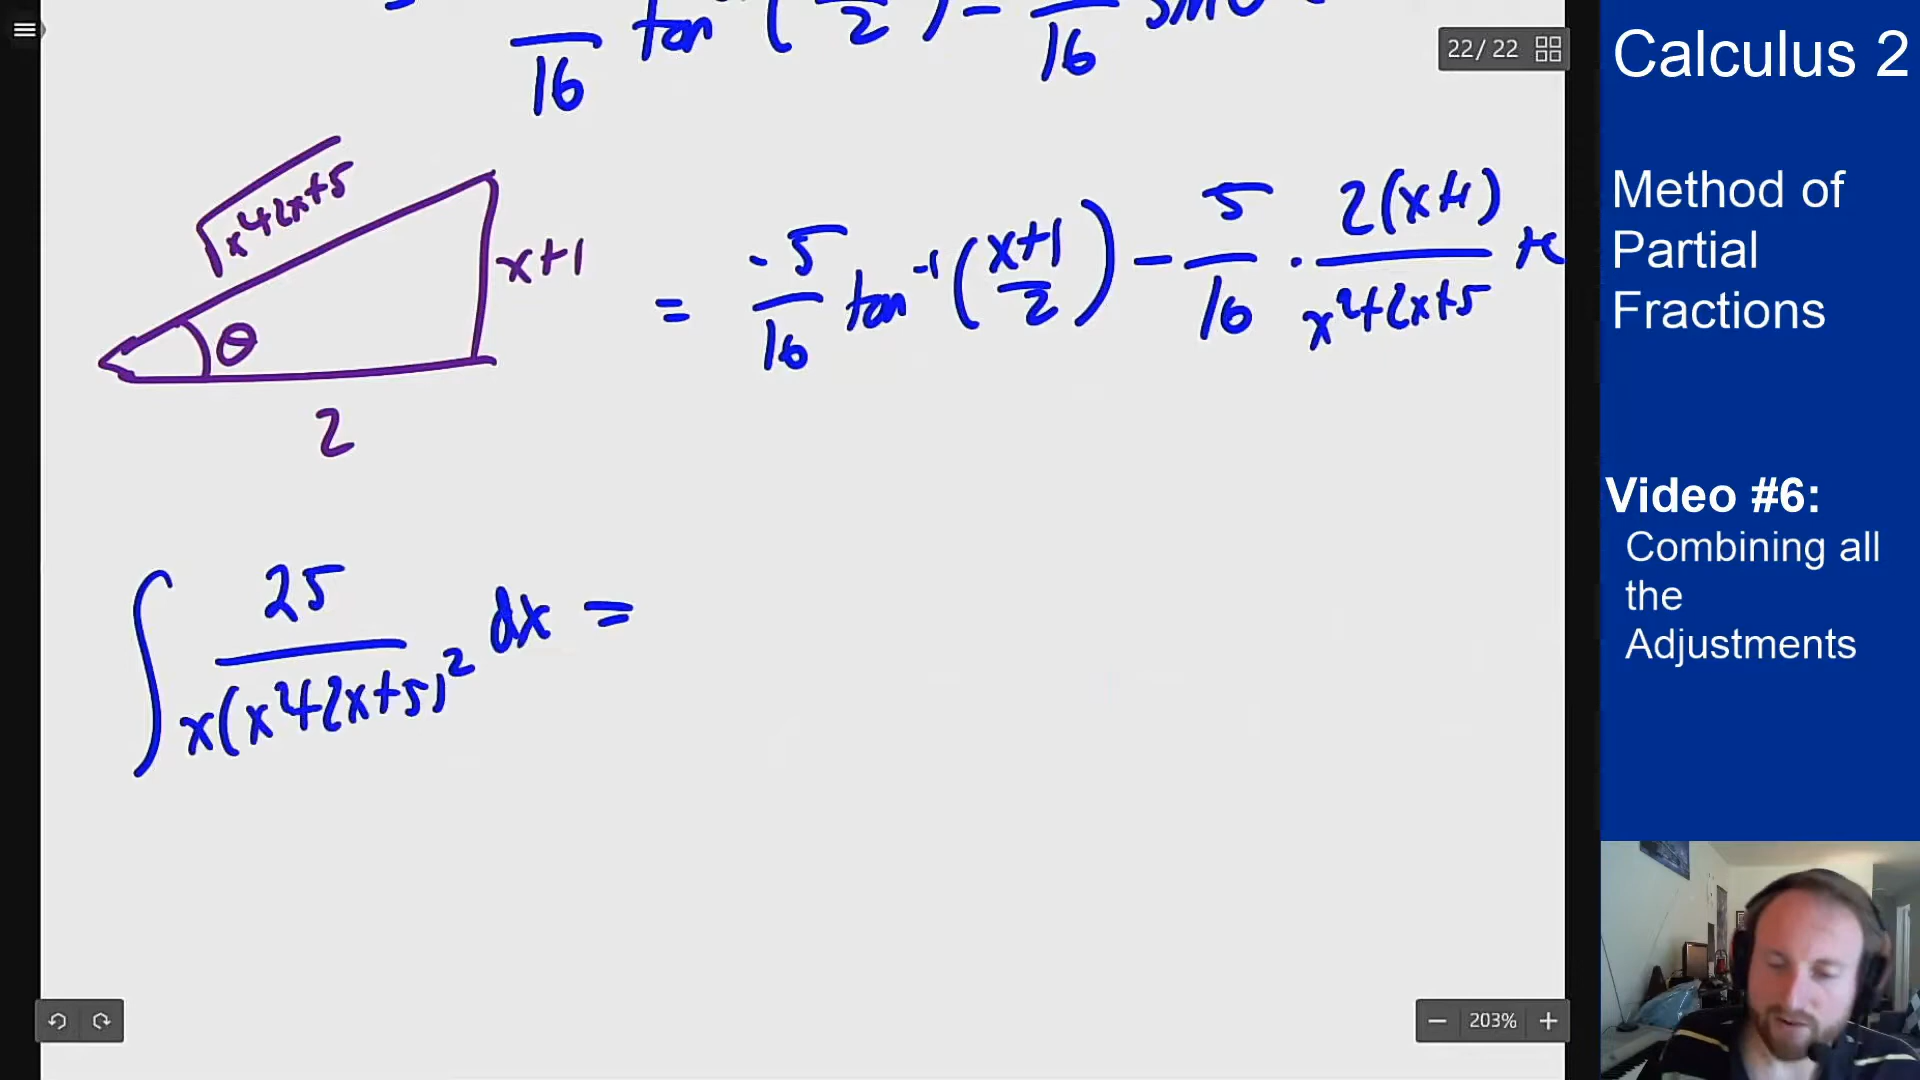 = 16 tan ( 2 ) − 16 sinθ
22/ 22
√x²+2x+5
x+1
θ
2
= -5/16 tan⁻¹(x+1/2) − 5/16 · 2(x+1)/x²+2x+5 +c
∫ 25/x(x²+2x+5)² dx =
203%
Calculus 2
Method of
Partial
Fractions
Video #6:
Combining all
the
Adjustments